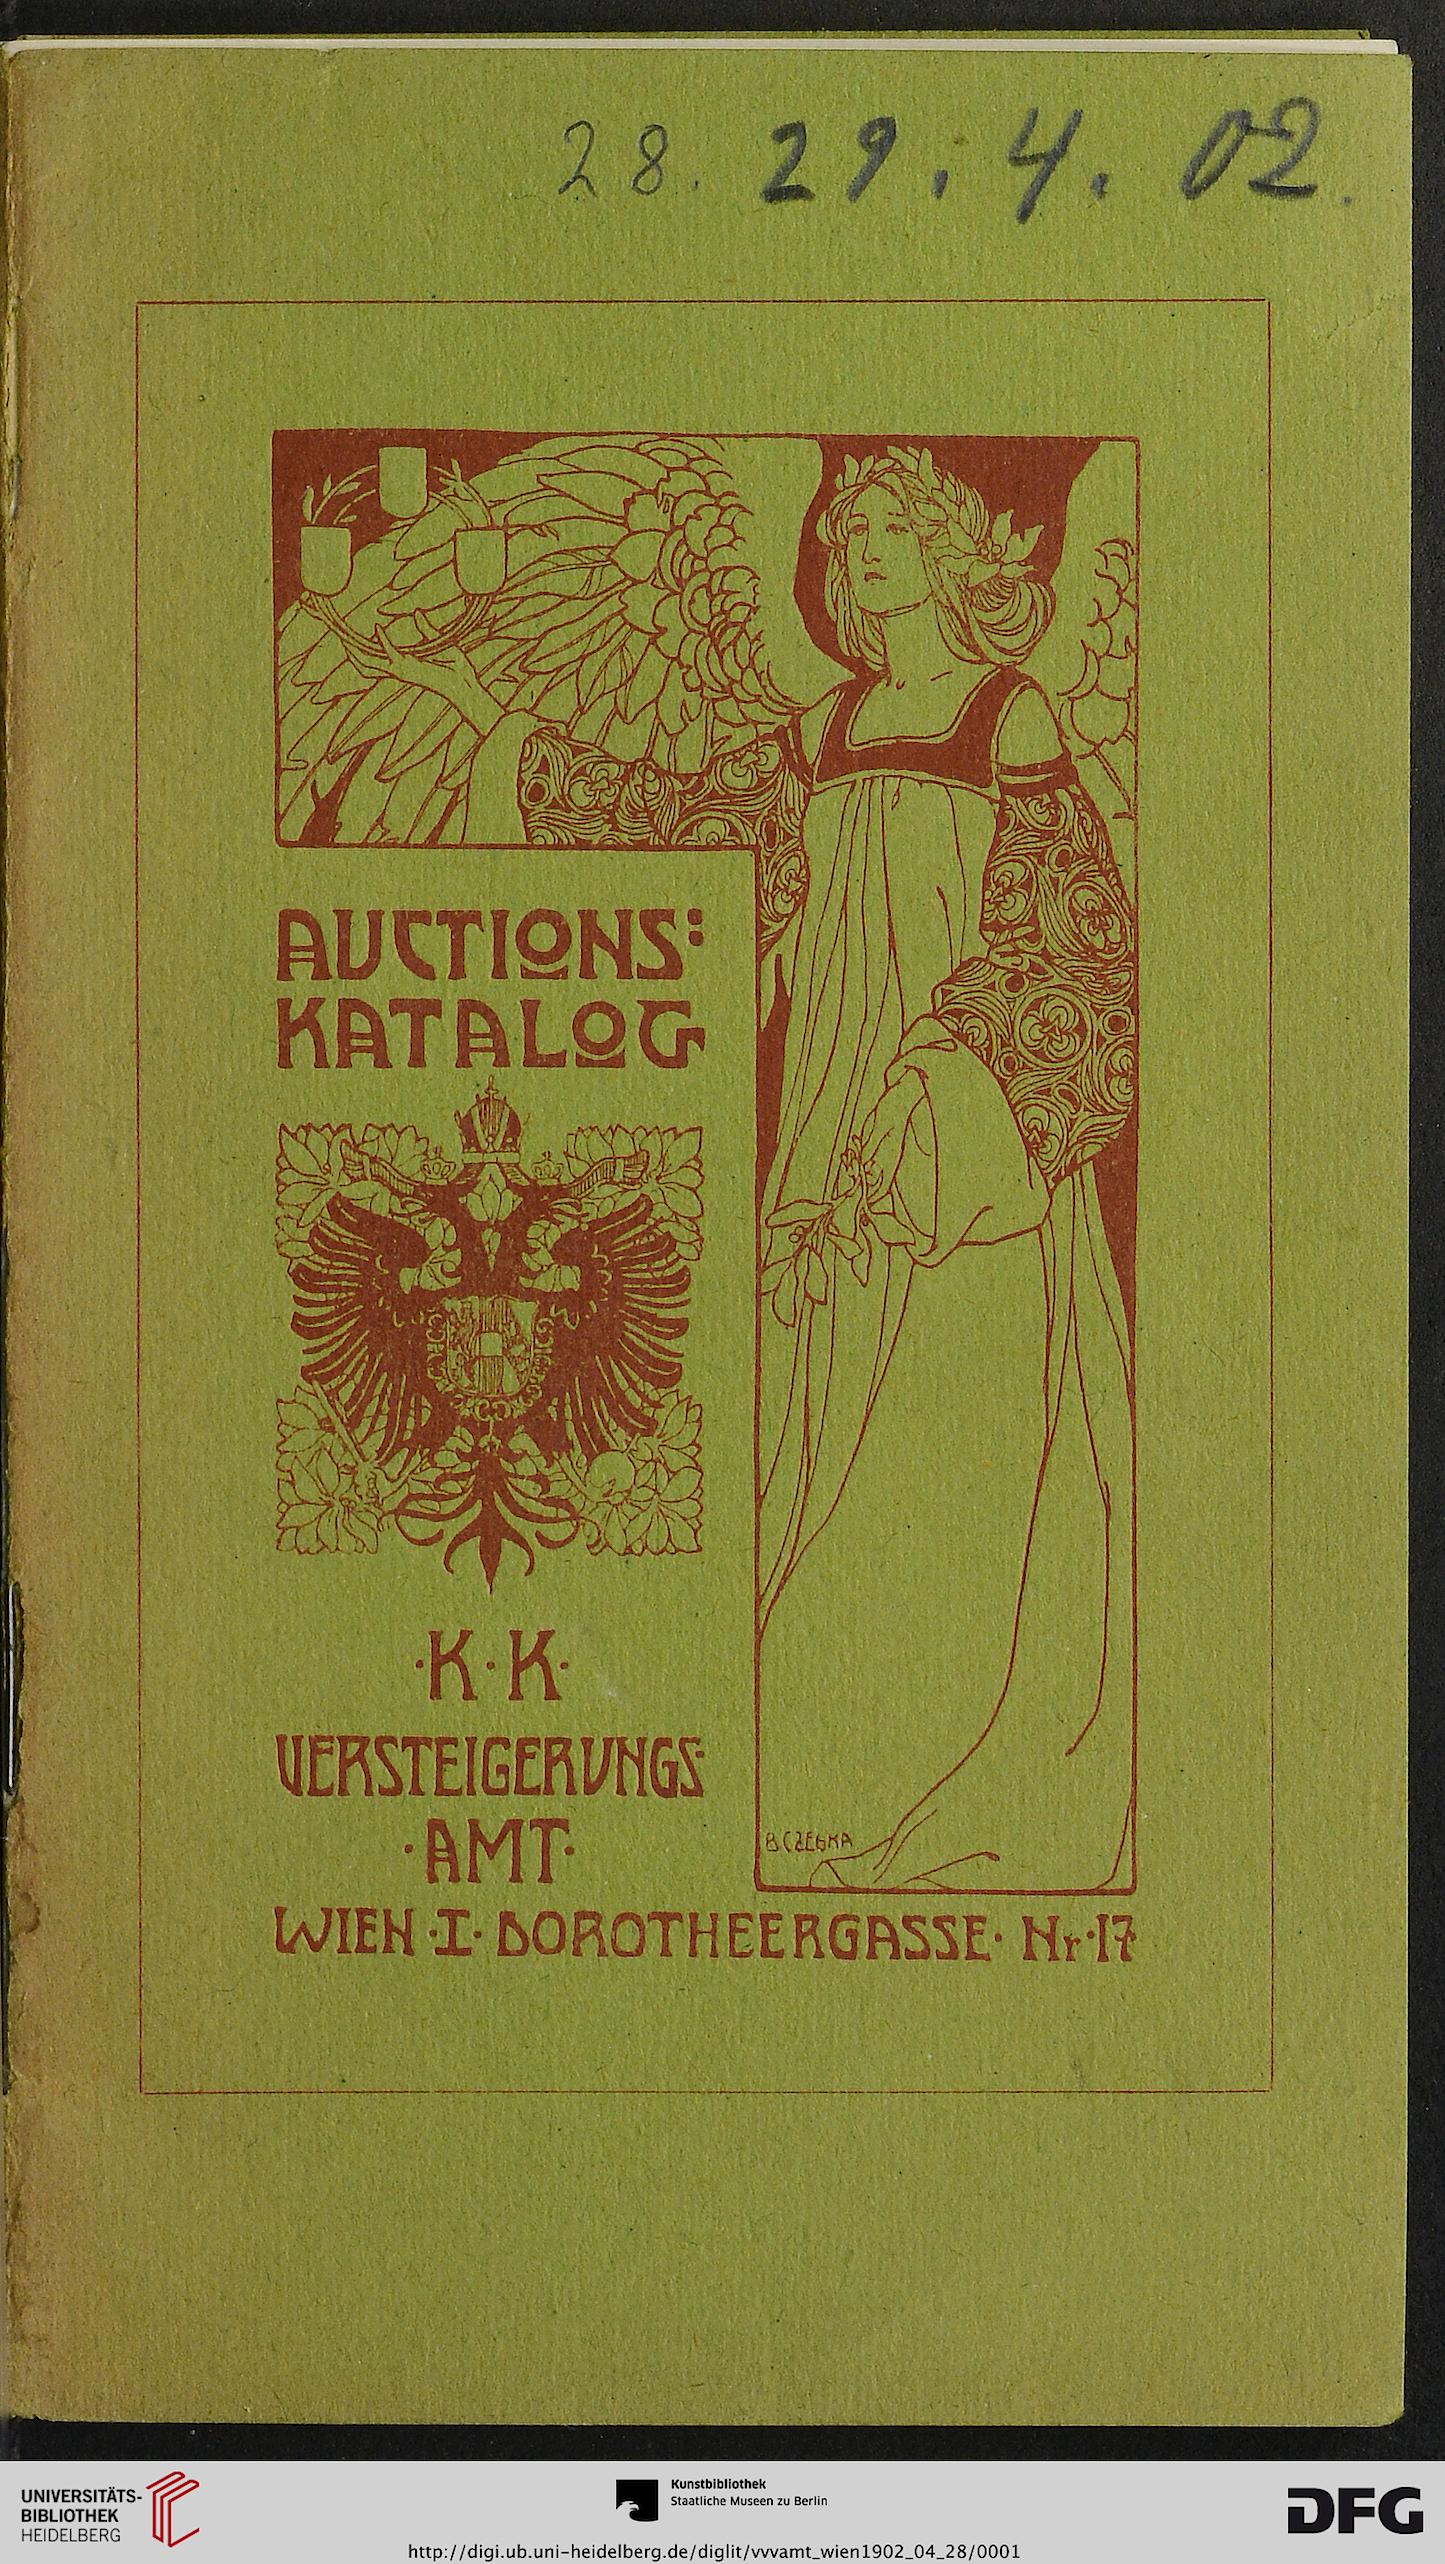 28. 29. 4. 02.
AUCTIONS:
KATALOG
·K·K·
VERSTEIGERUNGS-
·AMT·
B CZEGKA
WIEN·I·DOROTHEERGASSE· Nr·17
UNIVERSITÄTS-
BIBLIOTHEK
HEIDELBERG
Kunstbibliothek
Staatliche Museen zu Berlin
DFG
http://digi.ub.uni-heidelberg.de/diglit/vvvamt_wien1902_04_28/0001